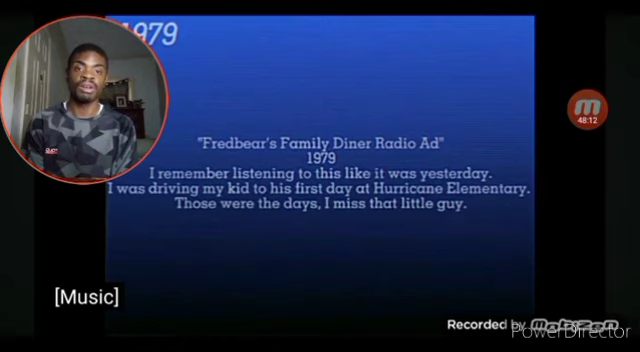 1979
"Fredbear's Family Diner Radio Ad"
1979
I remember listening to this like it was yesterday.
I was driving my kid to his first day at Hurricane Elementary.
Those were the days, I miss that little guy.
48:12
[Music]
Recorded by Mobizen
PowerDirector